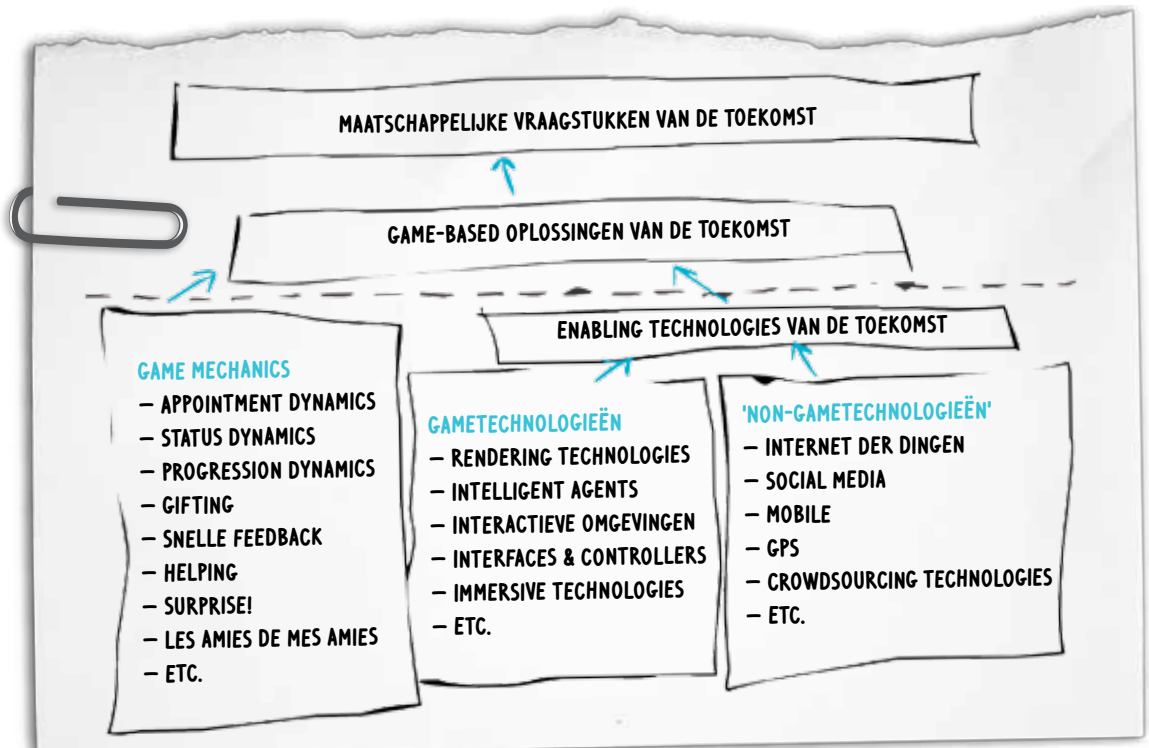 MAATSCHAPPELIJKE VRAAGSTUKKEN VAN DE TOEKOMST
GAME-BASED OPLOSSINGEN VAN DE TOEKOMST
ENABLING TECHNOLOGIES VAN DE TOEKOMST
GAME MECHANICS
– APPOINTMENT DYNAMICS
– STATUS DYNAMICS
– PROGRESSION DYNAMICS
– GIFTING
– SNELLE FEEDBACK
– HELPING
– SURPRISE!
– LES AMIES DE MES AMIES
– ETC.
GAMETECHNOLOGIEËN
– RENDERING TECHNOLOGIES
– INTELLIGENT AGENTS
– INTERACTIEVE OMGEVINGEN
– INTERFACES & CONTROLLERS
– IMMERSIVE TECHNOLOGIES
– ETC.
'NON-GAMETECHNOLOGIEËN'
– INTERNET DER DINGEN
– SOCIAL MEDIA
– MOBILE
– GPS
– CROWDSOURCING TECHNOLOGIES
– ETC.